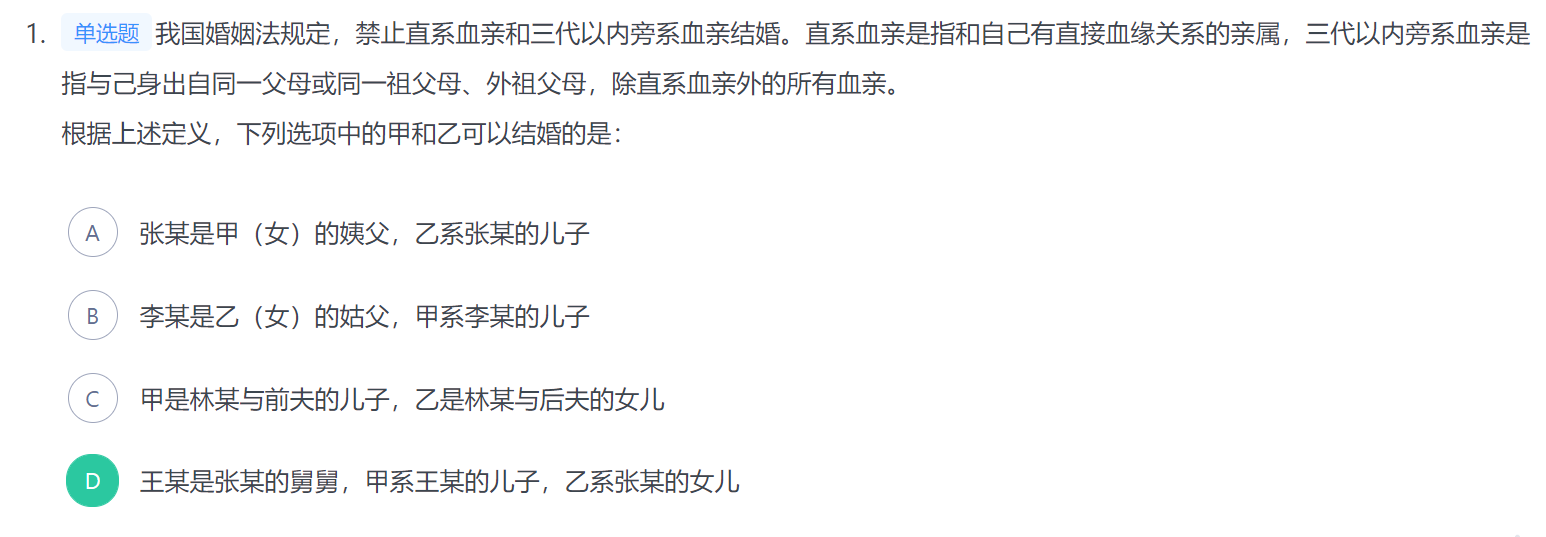 1. 单选题 我国婚姻法规定，禁止直系血亲和三代以内旁系血亲结婚。直系血亲是指和自己有直接血缘关系的亲属，三代以内旁系血亲是
指与己身出自同一父母或同一祖父母、外祖父母，除直系血亲外的所有血亲。
根据上述定义，下列选项中的甲和乙可以结婚的是：
A 张某是甲（女）的姨父，乙系张某的儿子
B 李某是乙（女）的姑父，甲系李某的儿子
C 甲是林某与前夫的儿子，乙是林某与后夫的女儿
D 王某是张某的舅舅，甲系王某的儿子，乙系张某的女儿